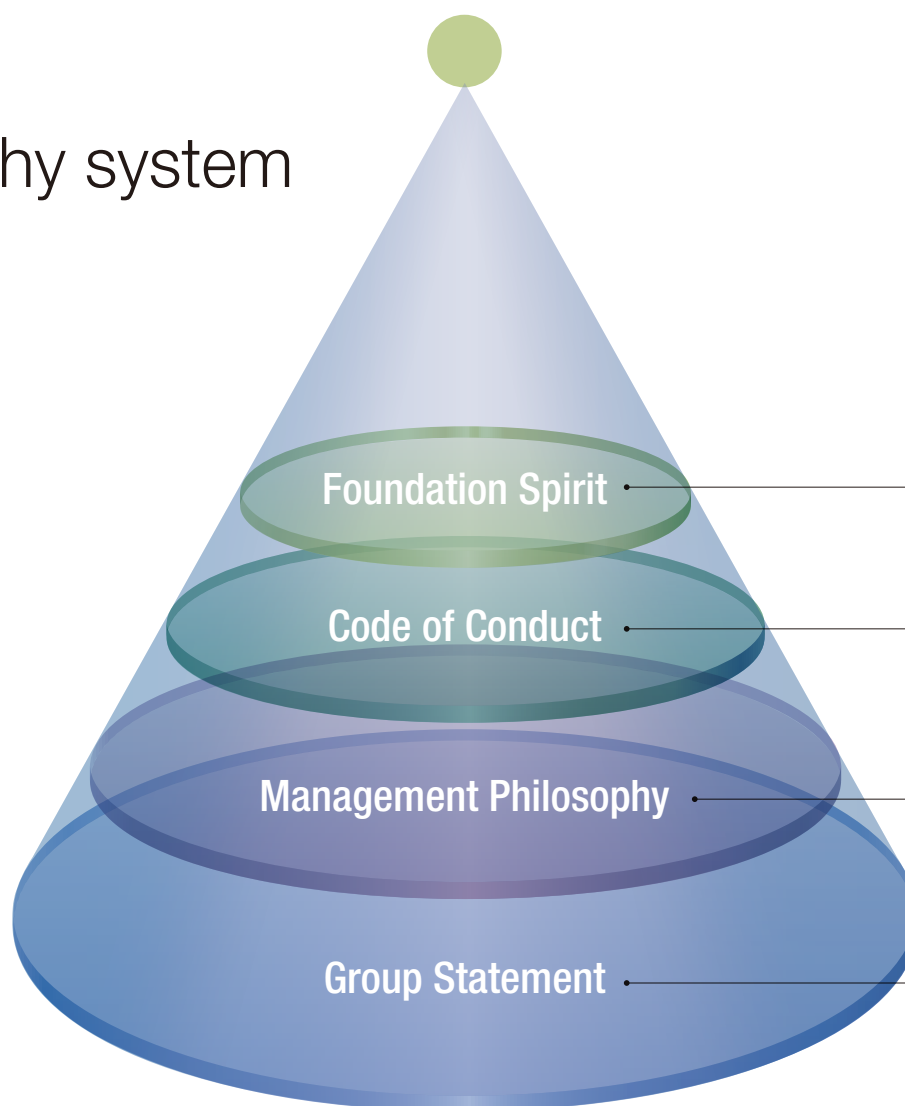 hy system
Foundation Spirit
Code of Conduct
Management Philosophy
Group Statement